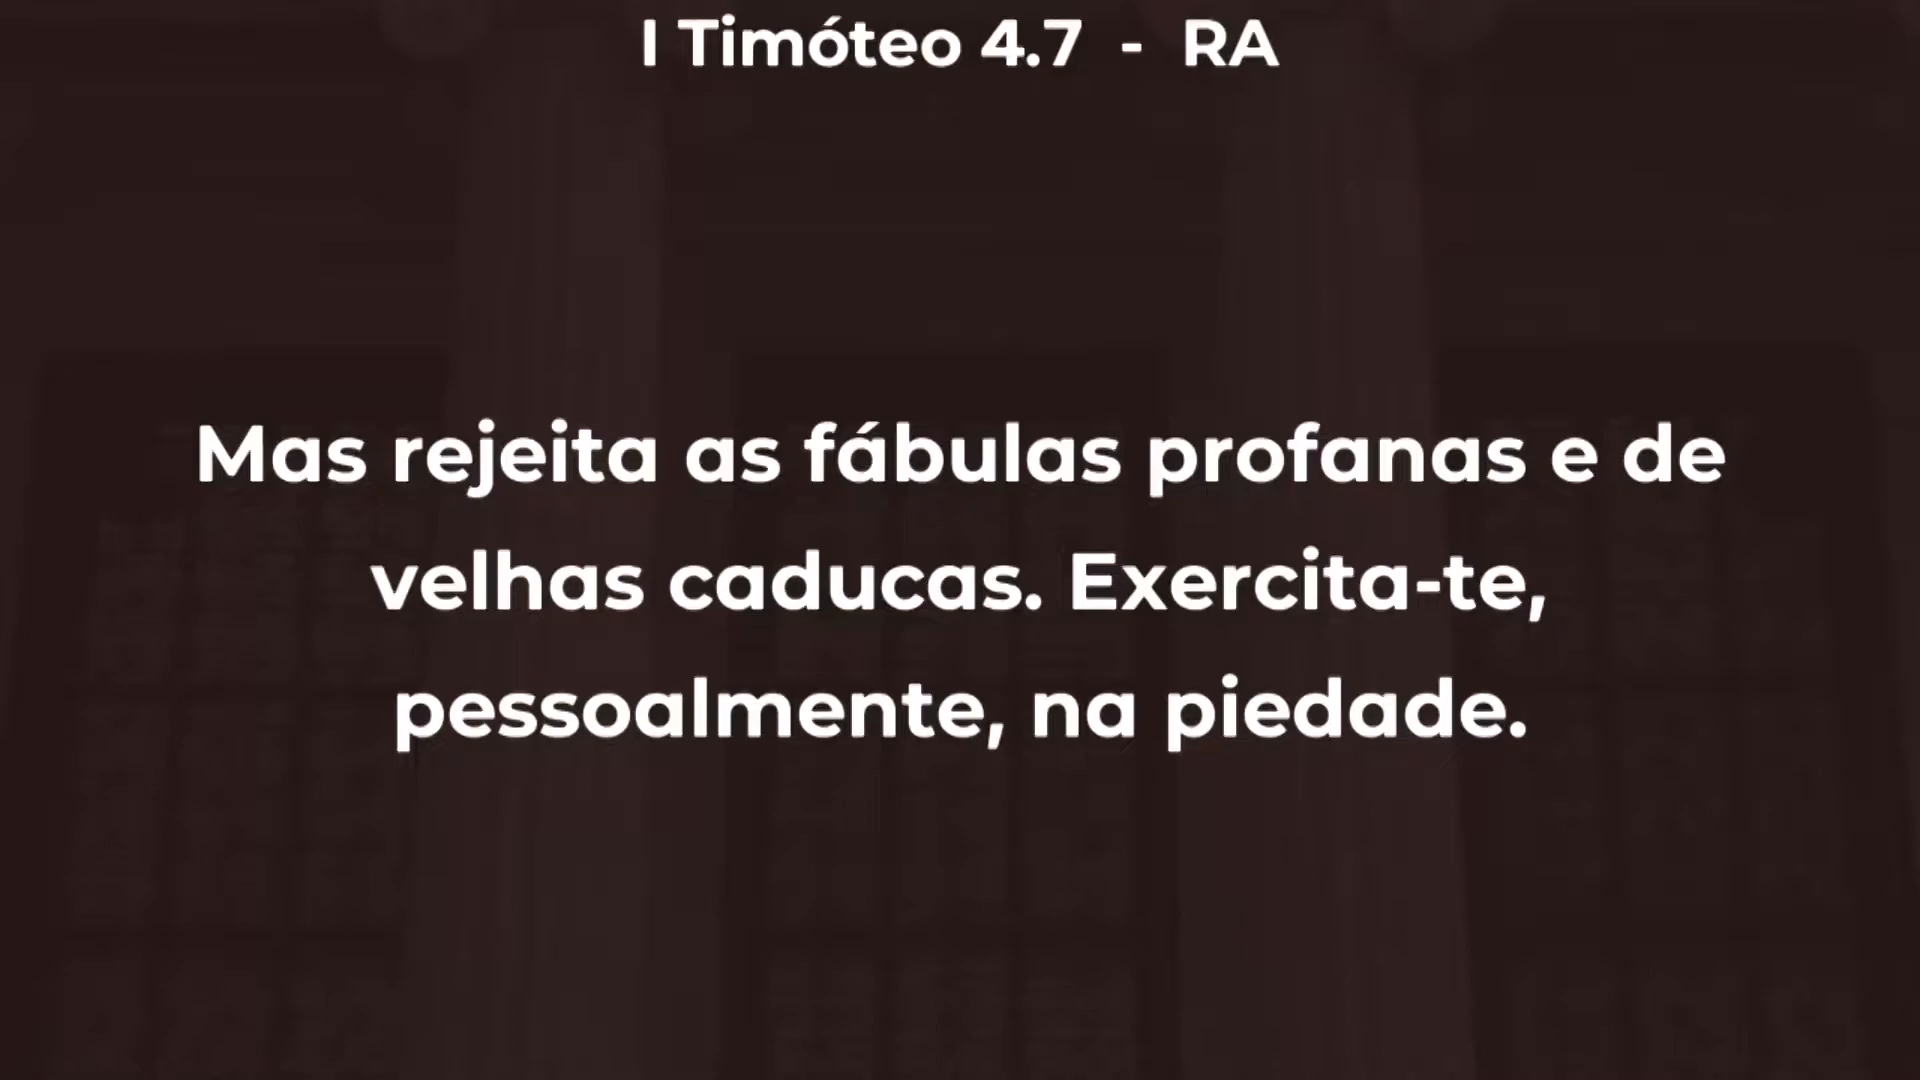 I Timóteo 4.7 - RA
Mas rejeita as fábulas profanas e de
velhas caducas. Exercita-te,
pessoalmente, na piedade.